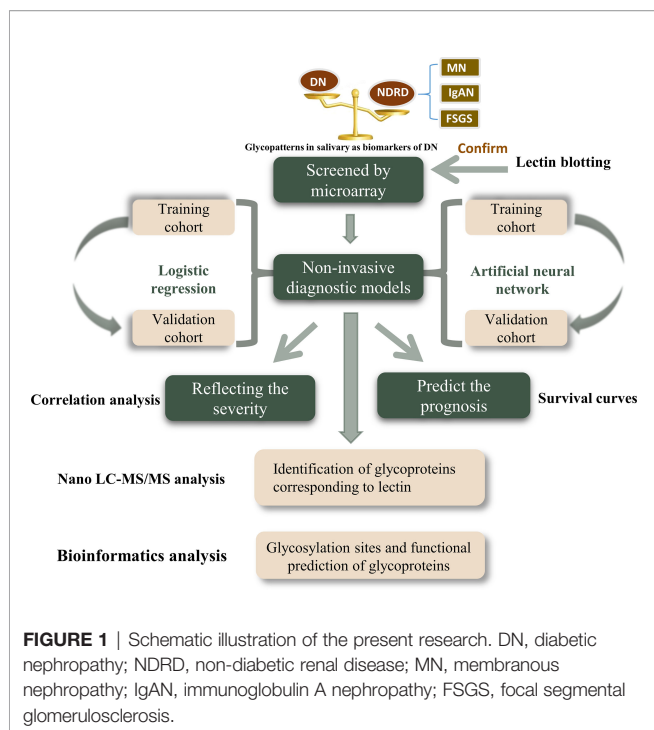 DN
NDRD
MN
IgAN
FSGS
Glycopatterns in salivary as biomarkers of DN
Confirm
Lectin blotting
Screened by
microarray
Training
cohort
Training
cohort
Logistic
regression
Non-invasive
diagnostic models
Artificial neural
network
Validation
cohort
Validation
cohort
Correlation analysis
Reflecting the
severity
Predict the
prognosis
Survival curves
Nano LC-MS/MS analysis
Identification of glycoproteins
corresponding to lectin
Bioinformatics analysis
Glycosylation sites and functional
prediction of glycoproteins
FIGURE 1 | Schematic illustration of the present research. DN, diabetic
nephropathy; NDRD, non-diabetic renal disease; MN, membranous
nephropathy; IgAN, immunoglobulin A nephropathy; FSGS, focal segmental
glomerulosclerosis.